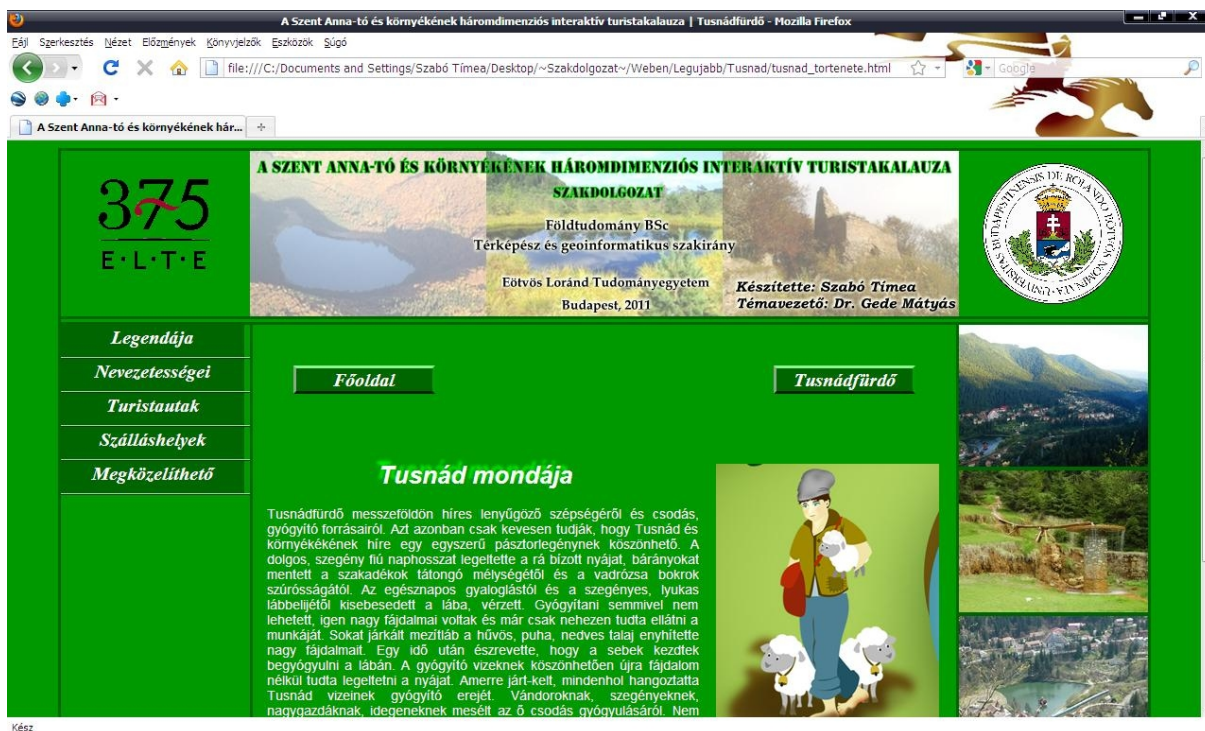 A Szent Anna-tó és környékének háromdimenziós interaktív turistakalauza | Tusnádfürdő - Mozilla Firefox
Fájl Szerkesztés Nézet Előzmények Könyvjelzők Eszközök Súgó
file:///C:/Documents and Settings/Szabó Tímea/Desktop/~Szakdolgozat~/Weben/Legujabb/Tusnad/tusnad_tortenete.html
Google
A Szent Anna-tó és környékének hár...
375
E·L·T·E
A SZENT ANNA-TÓ ÉS KÖRNYÉKÉNEK HÁROMDIMENZIÓS INTERAKTÍV TURISTAKALAUZA
SZAKDOLGOZAT
Földtudomány BSc
Térképész és geoinformatikus szakirány
Eötvös Loránd Tudományegyetem
Budapest, 2011
Készítette: Szabó Tímea
Témavezető: Dr. Gede Mátyás
Legendája
Nevezetességei
Turistautak
Szálláshelyek
Megközelíthető
Főoldal
Tusnádfürdő
Tusnád mondája
Tusnádfürdő messzeföldön híres lenyűgöző szépségéről és csodás,
gyógyító forrásairól. Azt azonban csak kevesen tudják, hogy Tusnád és
környékékének híre egy egyszerű pásztorlegénynek köszönhető. A
dolgos, szegény fiú naphosszat legeltette a rá bízott nyájat, bárányokat
mentett a szakadékok tátongó mélységétől és a vadrózsa bokrok
szúrósságától. Az egésznapos gyaloglástól és a szegényes, lyukas
lábbelijétől kisebesedett a lába, vérzett. Gyógyítani semmivel nem
lehetett, igen nagy fájdalmai voltak és már csak nehezen tudta ellátni a
munkáját. Sokat járkált mezítláb a hűvös, puha, nedves talaj enyhítette
nagy fájdalmait. Egy idő után észrevette, hogy a sebek kezdtek
begyógyulni a lábán. A gyógyító vizeknek köszönhetően újra fájdalom
nélkül tudta legeltetni a nyájat. Amerre járt-kelt, mindenhol hangoztatta
Tusnád vizeinek gyógyító erejét. Vándoroknak, szegényeknek,
nagygazdáknak, idegeneknek mesélt az ő csodás gyógyulásáról. Nem
Kész